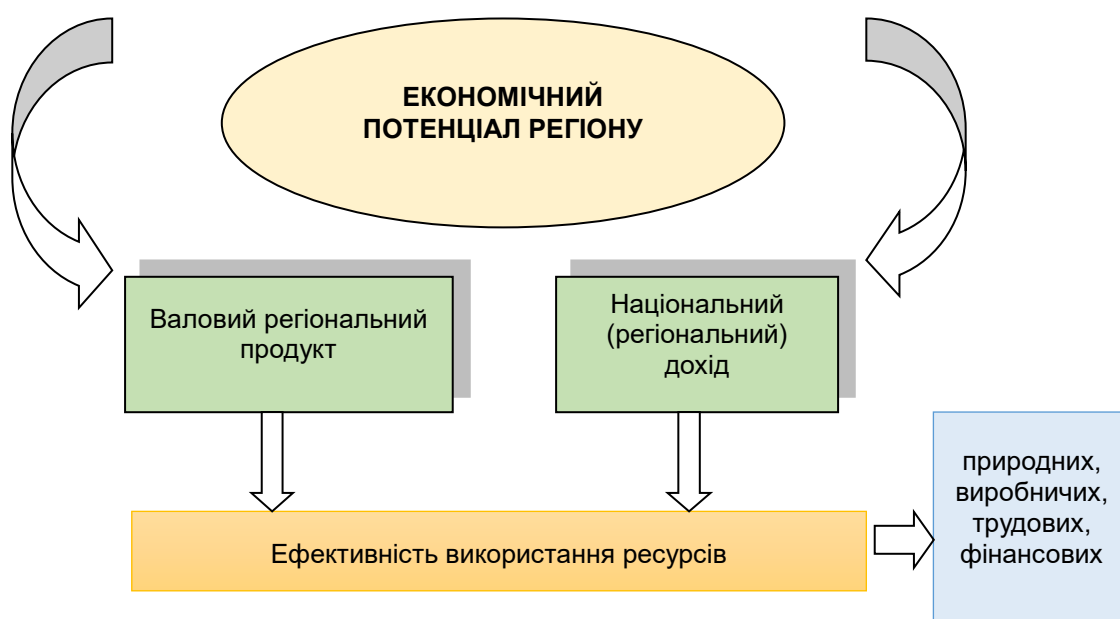 ЕКОНОМІЧНИЙ
ПОТЕНЦІАЛ РЕГІОНУ
Валовий регіональний
продукт
Національний
(регіональний)
дохід
Ефективність використання ресурсів
природних,
виробничих,
трудових,
фінансових